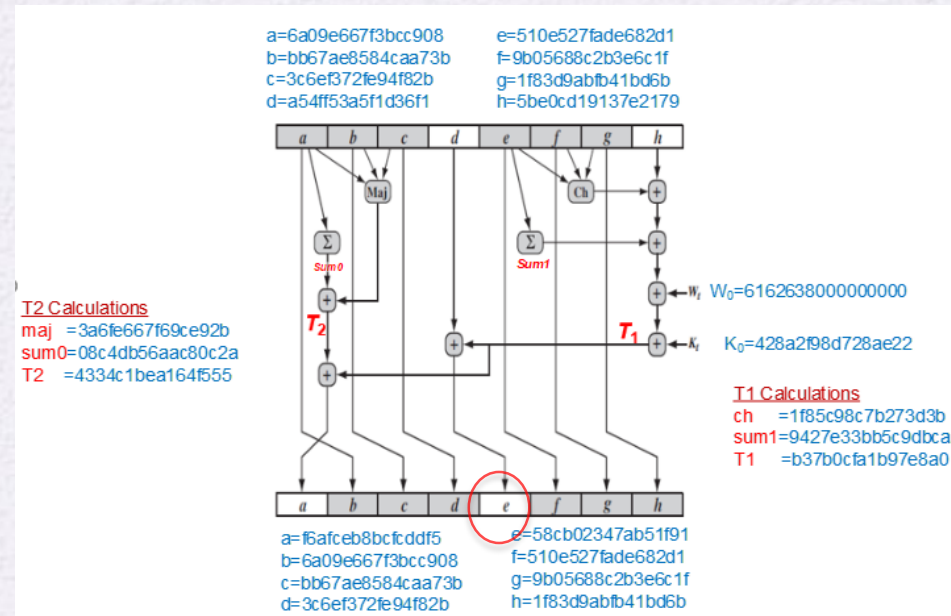 a=6a09e667f3bcc908
b=bb67ae8584caa73b
c=3c6ef372fe94f82b
d=a54ff53a5f1d36f1
e=510e527fade682d1
f=9b05688c2b3e6c1f
g=1f83d9abfb41bd6b
h=5be0cd19137e2179
a b c d e f g h
Maj
Ch
+
Σ
Sum0
Σ
Sum1
+
+
T2
+
Wt W0=6162638000000000
+
T1
+
Kt K0=428a2f98d728ae22
+
T2 Calculations
maj =3a6fe667f69ce92b
sum0=08c4db56aac80c2a
T2 =4334c1bea164f555
T1 Calculations
ch =1f85c98c7b273d3b
sum1=9427e33bb5c9dbca
T1 =b37b0cfa1b97e8a0
a b c d e f g h
a=f6afceb8bcfcddf5
b=6a09e667f3bcc908
c=bb67ae8584caa73b
d=3c6ef372fe94f82b
e=58cb02347ab51f91
f=510e527fade682d1
g=9b05688c2b3e6c1f
h=1f83d9abfb41bd6b